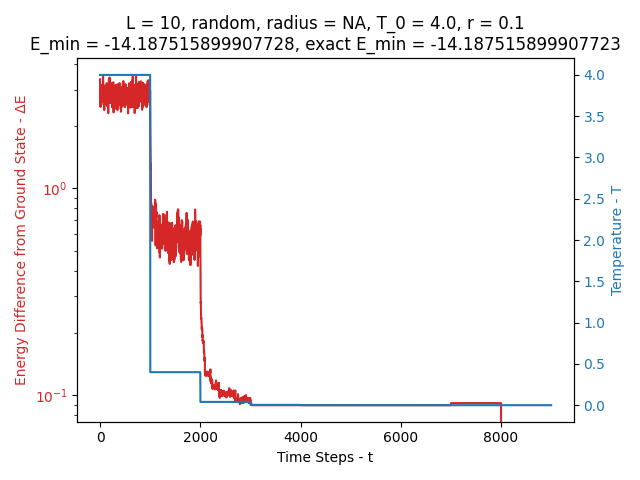 L = 10, random, radius = NA, T_0 = 4.0, r = 0.1
E_min = -14.187515899907728, exact E_min = -14.187515899907723
Energy Difference from Ground State - ΔE
10^0
10^-1
4.0
3.5
3.0
2.5
2.0
1.5
1.0
0.5
0.0
Temperature - T
0 2000 4000 6000 8000
Time Steps - t